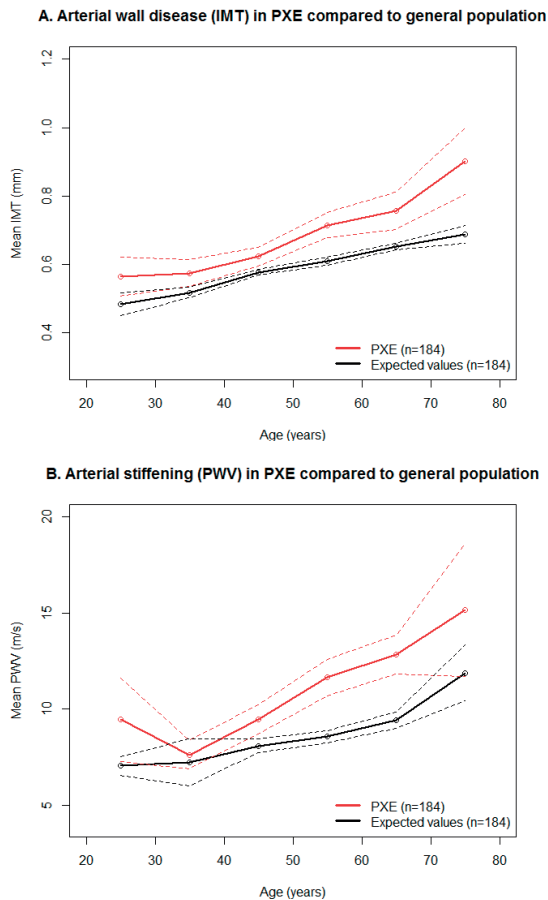 A. Arterial wall disease (IMT) in PXE compared to general population
1.2
1.0
0.8
0.6
0.4
Mean IMT (mm)
PXE (n=184)
Expected values (n=184)
20 30 40 50 60 70 80
Age (years)
B. Arterial stiffening (PWV) in PXE compared to general population
20
15
10
5
Mean PWV (m/s)
PXE (n=184)
Expected values (n=184)
20 30 40 50 60 70 80
Age (years)